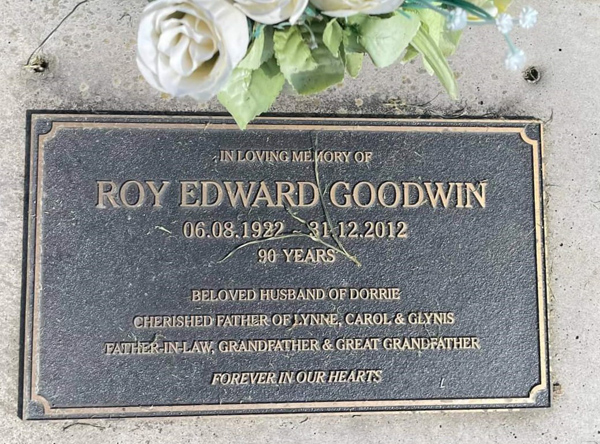 IN LOVING MEMORY OF
ROY EDWARD GOODWIN
06.08.1922 - 31.12.2012
90 YEARS
BELOVED HUSBAND OF DORRIE
CHERISHED FATHER OF LYNNE, CAROL & GLYNIS
FATHER-IN-LAW, GRANDFATHER & GREAT GRANDFATHER
FOREVER IN OUR HEARTS